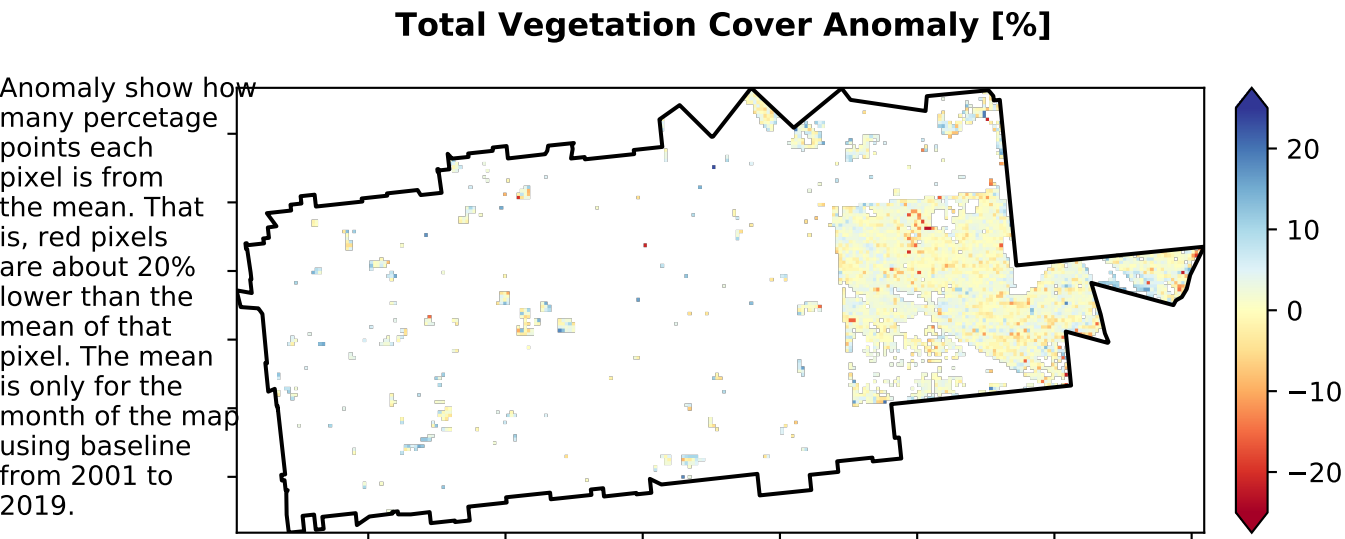 Total Vegetation Cover Anomaly [%]
Anomaly show how
many percetage
points each
pixel is from
the mean. That
is, red pixels
are about 20%
lower than the
mean of that
pixel. The mean
is only for the
month of the map
using baseline
from 2001 to
2019.
20
10
0
−10
−20